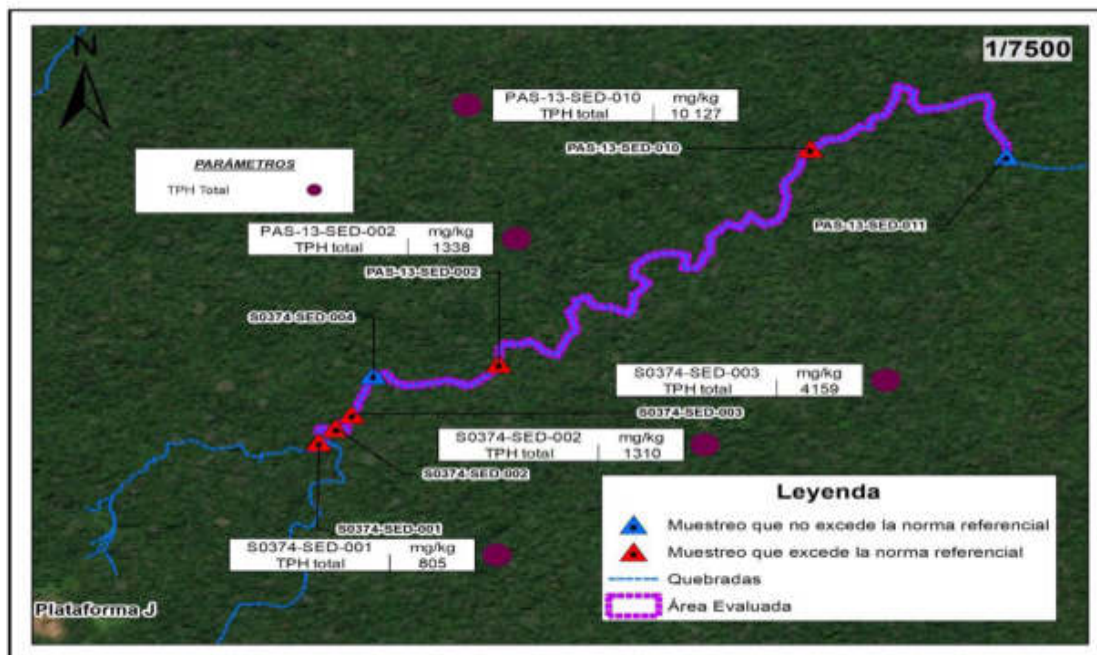 N
1/7500
PAS-13-SED-010 mg/kg
TPH total 10 127
PAS-13-SED-010
PARÁMETROS
TPH Total
PAS-13-SED-011
PAS-13-SED-002 mg/kg
TPH total 1338
PAS-13-SED-002
S0374-SED-004
S0374-SED-003 mg/kg
TPH total 4159
S0374-SED-003
S0374-SED-002 mg/kg
TPH total 1310
S0374-SED-002
S0374-SED-001
S0374-SED-001 mg/kg
TPH total 805
Plataforma J
Leyenda
Muestreo que no excede la norma referencial
Muestreo que excede la norma referencial
Quebradas
Área Evaluada